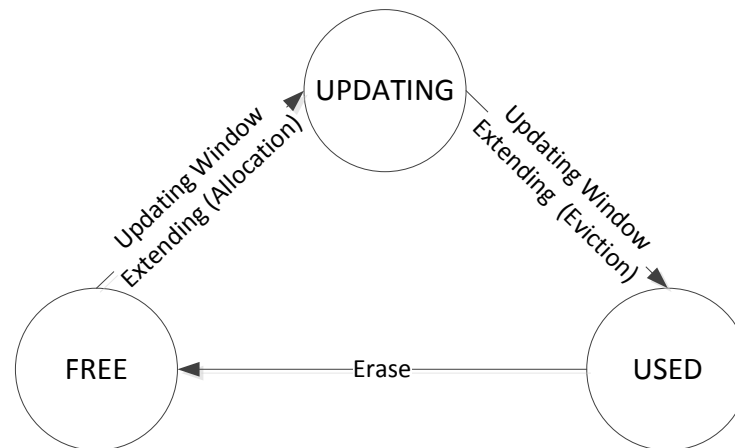 UPDATING
Updating Window
Extending (Allocation)
Updating Window
Extending (Eviction)
FREE
Erase
USED